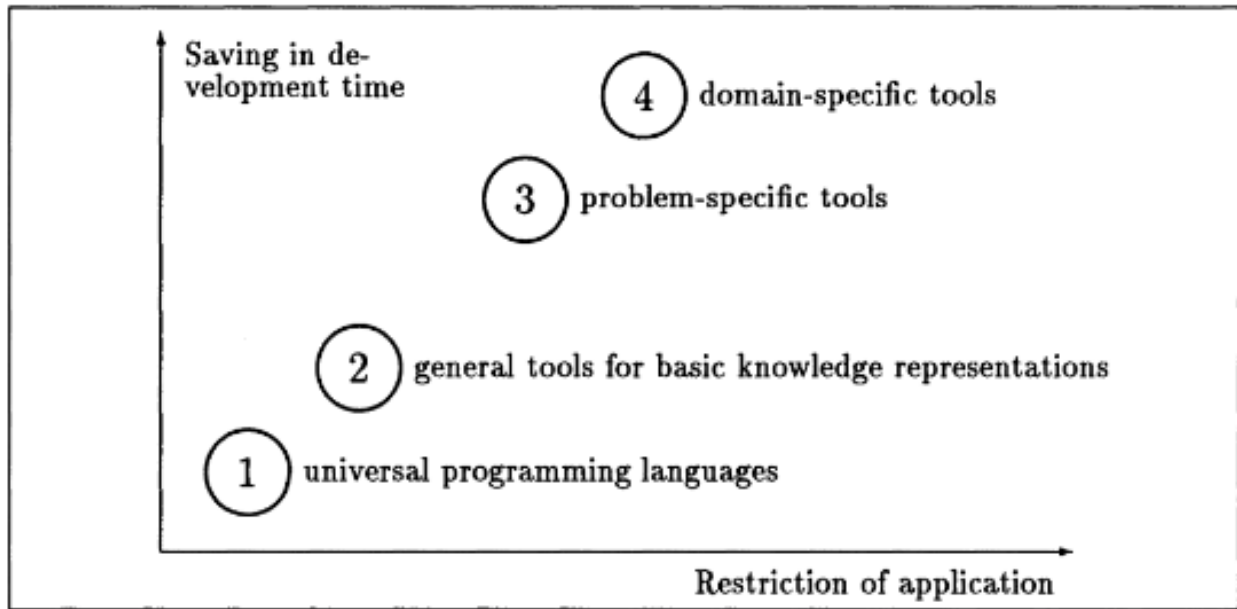 Saving in de-
velopment time
4 domain-specific tools
3 problem-specific tools
2 general tools for basic knowledge representations
1 universal programming languages
Restriction of application